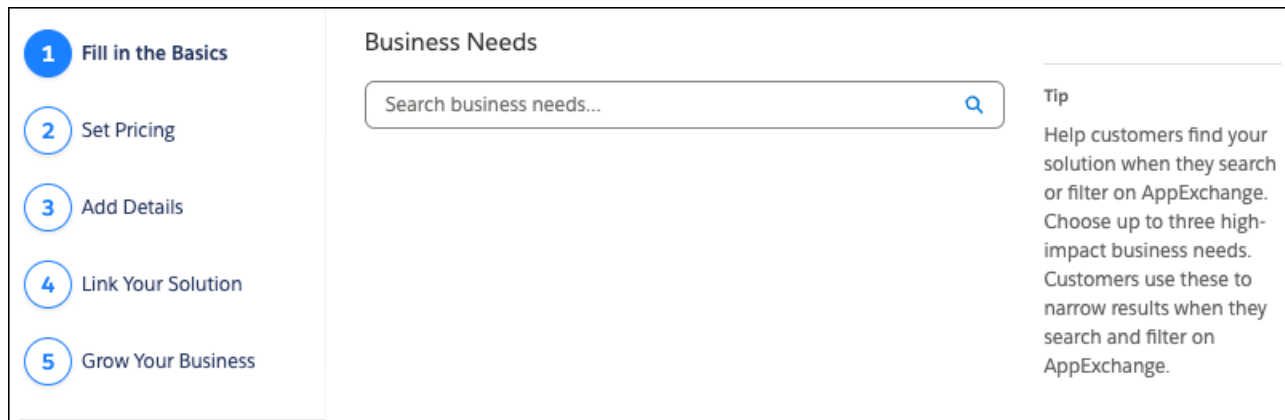 1 Fill in the Basics
2 Set Pricing
3 Add Details
4 Link Your Solution
5 Grow Your Business
Business Needs
Search business needs...
Tip
Help customers find your
solution when they search
or filter on AppExchange.
Choose up to three high-
impact business needs.
Customers use these to
narrow results when they
search and filter on
AppExchange.